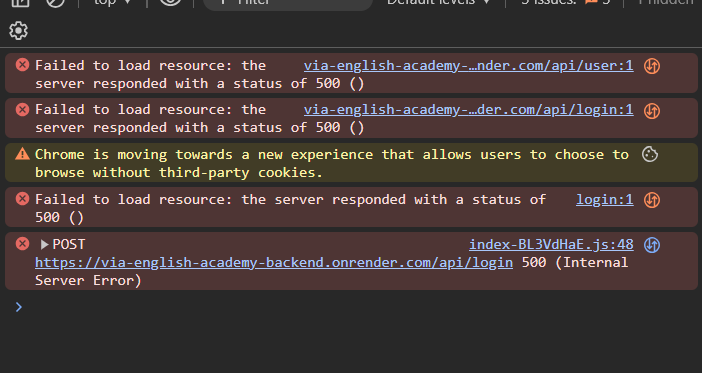 top
Filter
Default levels
5 Issues:
5
1 hidden
Failed to load resource: the via-english-academy-…nder.com/api/user:1
server responded with a status of 500 ()
Failed to load resource: the via-english-academy-…der.com/api/login:1
server responded with a status of 500 ()
Chrome is moving towards a new experience that allows users to choose to
browse without third-party cookies.
Failed to load resource: the server responded with a status of login:1
500 ()
POST index-BL3VdHaE.js:48
https://via-english-academy-backend.onrender.com/api/login 500 (Internal
Server Error)